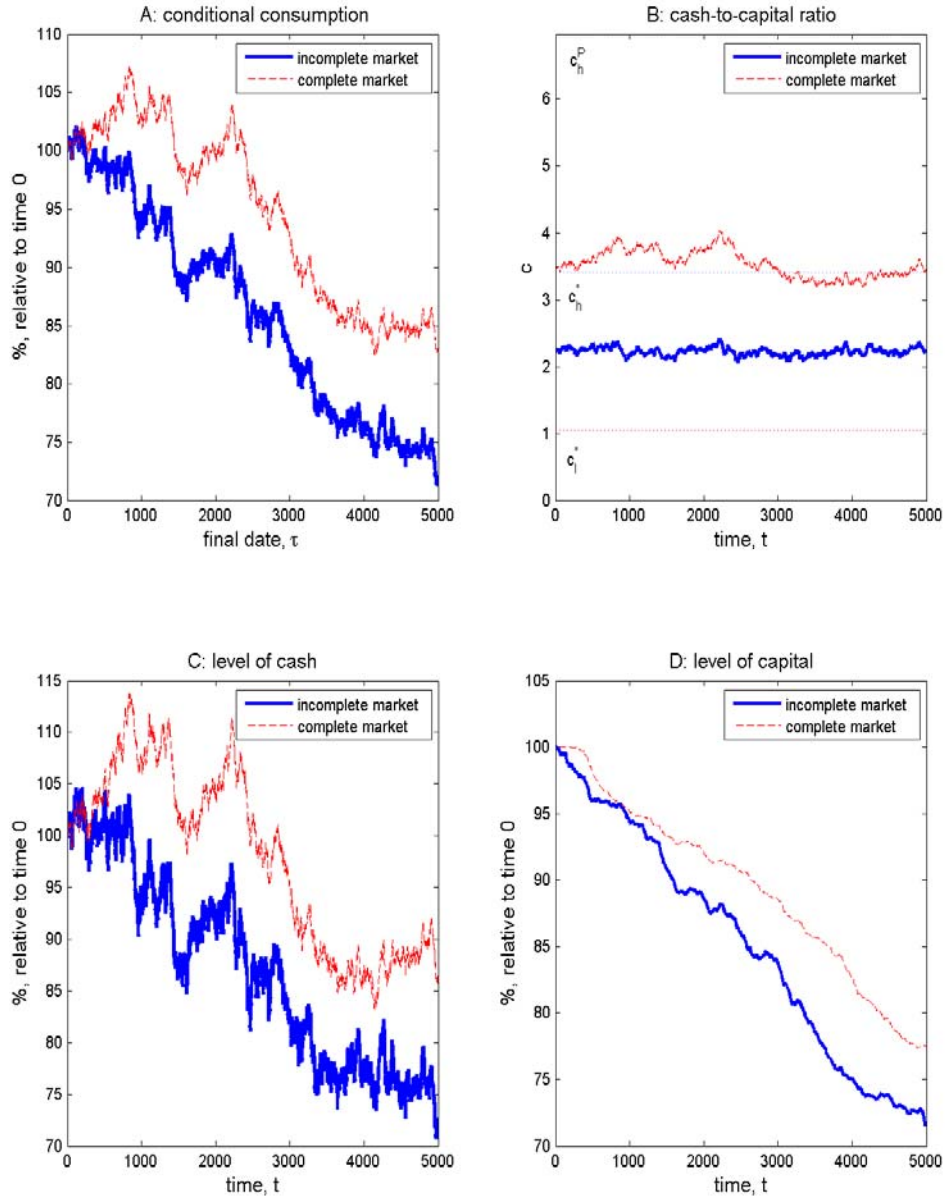 A: conditional consumption
110
105
100
95
90
85
80
75
70
%, relative to time 0
incomplete market
complete market
0 1000 2000 3000 4000 5000
final date, τ
B: cash-to-capital ratio
c_h^P
6
5
4
3
2
1
0
c
c_h^*
c_l^*
incomplete market
complete market
0 1000 2000 3000 4000 5000
time, t
C: level of cash
115
110
105
100
95
90
85
80
75
70
%, relative to time 0
incomplete market
complete market
0 1000 2000 3000 4000 5000
time, t
D: level of capital
105
100
95
90
85
80
75
70
%, relative to time 0
incomplete market
complete market
0 1000 2000 3000 4000 5000
time, t